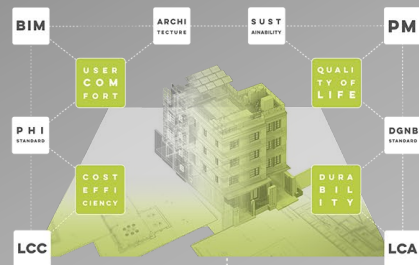 BIM
ARCHI
TECTURE
SUST
AINABILITY
PM
USER
COM
FORT
QUALI
TY OF
LIFE
PHI
STANDARD
DGNB
STANDARD
COST
EFFI
CIENCY
DURA
BIL
ITY
LCC
LCA